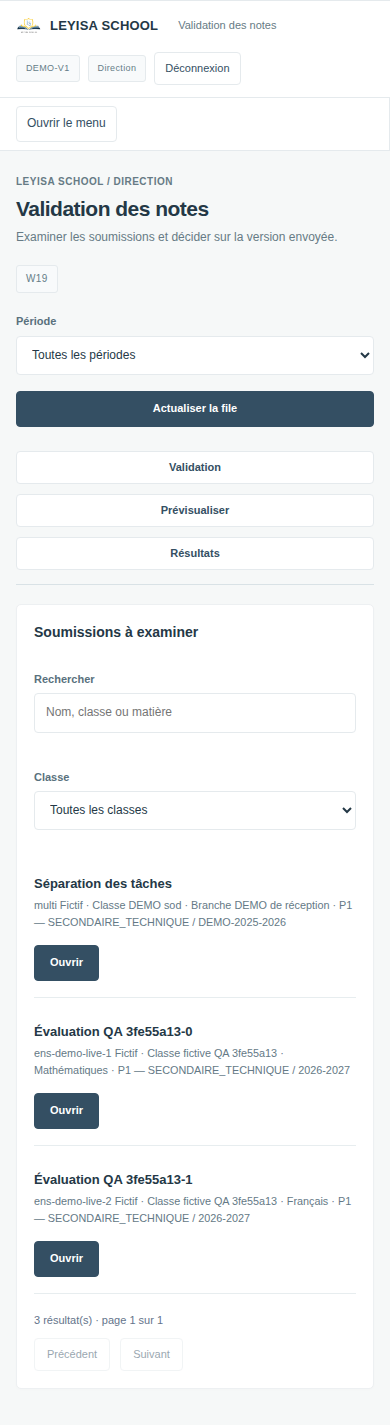 LEYISA SCHOOL
Validation des notes
DEMO-V1
Direction
Déconnexion
Ouvrir le menu
LEYISA SCHOOL / DIRECTION
Validation des notes
Examiner les soumissions et décider sur la version envoyée.
W19
Période
Toutes les périodes
Actualiser la file
Validation
Prévisualiser
Résultats
Soumissions à examiner
Rechercher
Nom, classe ou matière
Classe
Toutes les classes
Séparation des tâches
multi Fictif · Classe DEMO sod · Branche DEMO de réception · P1
— SECONDAIRE_TECHNIQUE / DEMO-2025-2026
Ouvrir
Évaluation QA 3fe55a13-0
ens-demo-live-1 Fictif · Classe fictive QA 3fe55a13 ·
Mathématiques · P1 — SECONDAIRE_TECHNIQUE / 2026-2027
Ouvrir
Évaluation QA 3fe55a13-1
ens-demo-live-2 Fictif · Classe fictive QA 3fe55a13 · Français · P1
— SECONDAIRE_TECHNIQUE / 2026-2027
Ouvrir
3 résultat(s) · page 1 sur 1
Précédent
Suivant